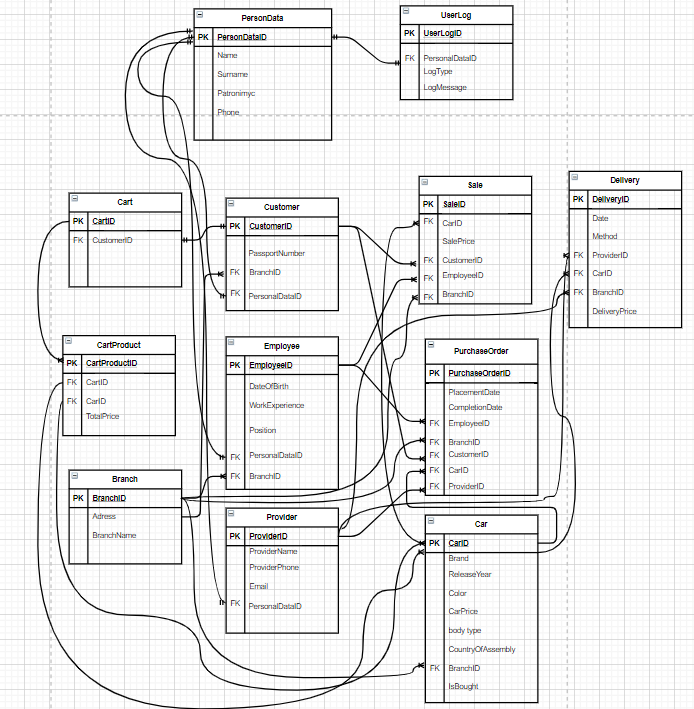 PersonData
PK PersonDataID
Name
Surname
Patronimyc
Phone
UserLog
PK UserLogID
FK PersonalDataID
LogType
LogMessage
Cart
PK CartID
FK CustomerID
Customer
PK CustomerID
PassportNumber
FK BranchID
FK PersonalDataID
Sale
PK SaleID
FK CarID
SalePrice
FK CustomerID
FK EmployeeID
FK BranchID
Delivery
PK DeliveryID
Date
Method
FK ProviderID
FK CarID
FK BranchID
DeliveryPrice
CartProduct
PK CartProductID
FK CartID
FK CarID
TotalPrice
Employee
PK EmployeeID
DateOfBirth
WorkExperience
Position
FK PersonalDataID
FK BranchID
PurchaseOrder
PK PurchaseOrderID
PlacementDate
CompletionDate
FK EmployeeID
FK BranchID
FK CustomerID
FK CarID
FK ProviderID
Branch
PK BranchID
Adress
BranchName
Provider
PK ProviderID
ProviderName
ProviderPhone
Email
FK PersonalDataID
Car
PK CarID
Brand
ReleaseYear
Color
CarPrice
body type
CountryOfAssembly
FK BranchID
IsBought